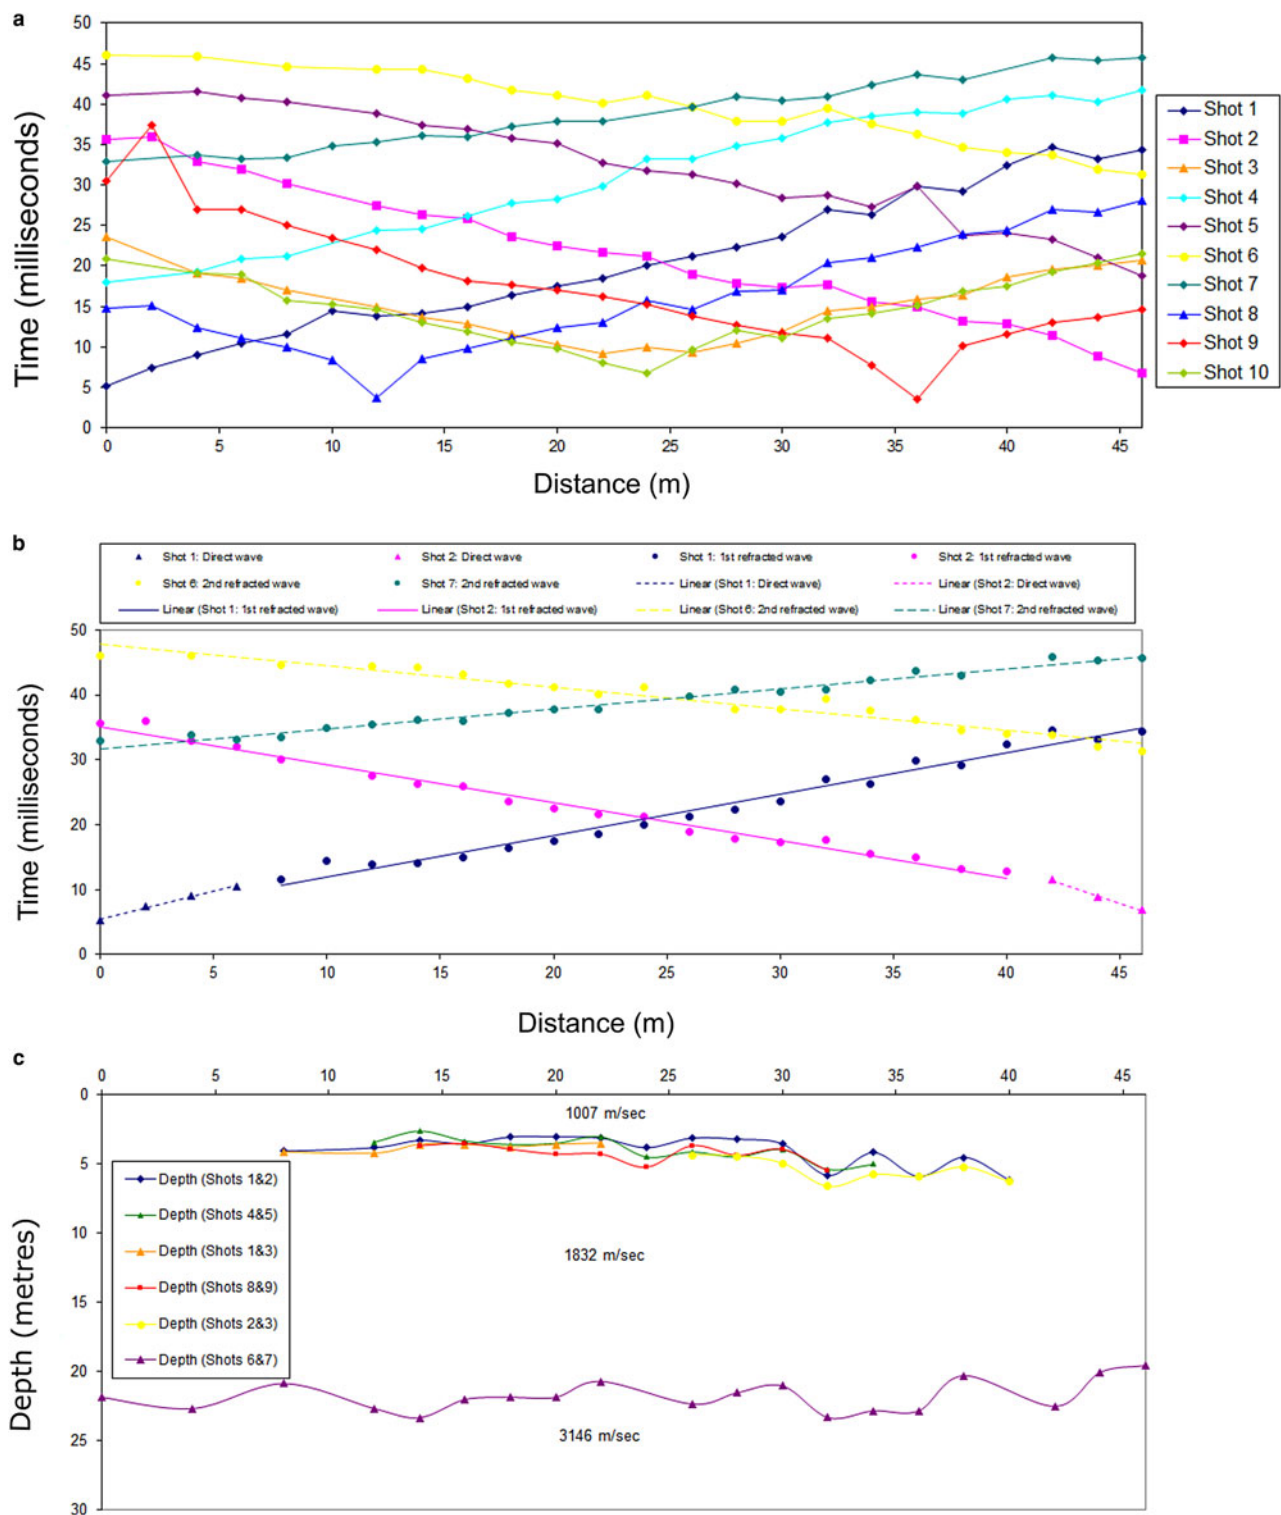 a
50
45
40
35
30
25
20
15
10
5
0
Time (milliseconds)
0 5 10 15 20 25 30 35 40 45
Distance (m)
Shot 1
Shot 2
Shot 3
Shot 4
Shot 5
Shot 6
Shot 7
Shot 8
Shot 9
Shot 10
b
Shot 1: Direct wave Shot 2: Direct wave Shot 1: 1st refracted wave Shot 2: 1st refracted wave
Shot 6: 2nd refracted wave Shot 7: 2nd refracted wave Linear (Shot 1: Direct wave) Linear (Shot 2: Direct wave)
Linear (Shot 1: 1st refracted wave) Linear (Shot 2: 1st refracted wave) Linear (Shot 6: 2nd refracted wave) Linear (Shot 7: 2nd refracted wave)
50
40
30
20
10
0
Time (milliseconds)
0 5 10 15 20 25 30 35 40 45
Distance (m)
c
0 5 10 15 20 25 30 35 40 45
0
5
10
15
20
25
30
Depth (metres)
1007 m/sec
1832 m/sec
3146 m/sec
Depth (Shots 1&2)
Depth (Shots 4&5)
Depth (Shots 1&3)
Depth (Shots 8&9)
Depth (Shots 2&3)
Depth (Shots 6&7)